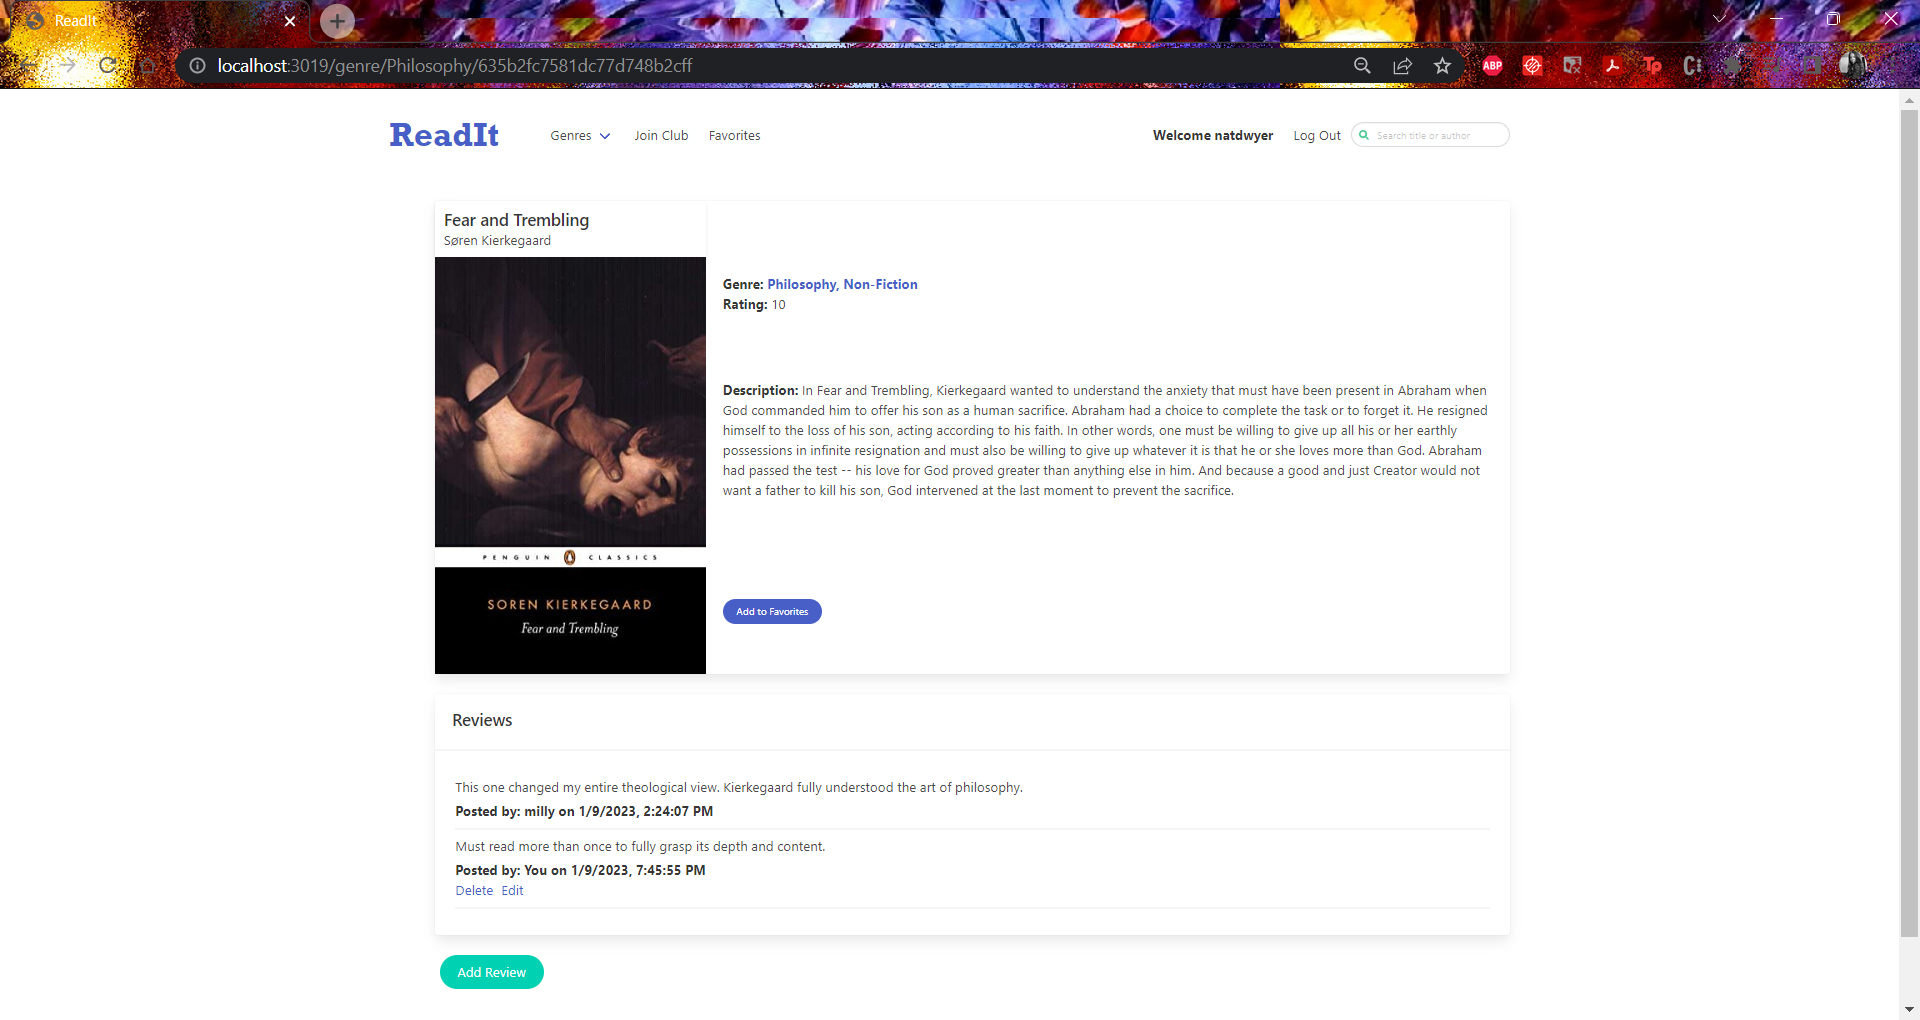 ReadIt
localhost:3019/genre/Philosophy/635b2fc7581dc77d748b2cff
ABP
Tp
ReadIt
Genres
Join Club
Favorites
Welcome natdwyer
Log Out
Search title or author
Fear and Trembling
Søren Kierkegaard
PENGUIN CLASSICS
SOREN KIERKEGAARD
Fear and Trembling
Genre: Philosophy, Non-Fiction
Rating: 10
Description: In Fear and Trembling, Kierkegaard wanted to understand the anxiety that must have been present in Abraham when
God commanded him to offer his son as a human sacrifice. Abraham had a choice to complete the task or to forget it. He resigned
himself to the loss of his son, acting according to his faith. In other words, one must be willing to give up all his or her earthly
possessions in infinite resignation and must also be willing to give up whatever it is that he or she loves more than God. Abraham
had passed the test -- his love for God proved greater than anything else in him. And because a good and just Creator would not
want a father to kill his son, God intervened at the last moment to prevent the sacrifice.
Add to Favorites
Reviews
This one changed my entire theological view. Kierkegaard fully understood the art of philosophy.
Posted by: milly on 1/9/2023, 2:24:07 PM
Must read more than once to fully grasp its depth and content.
Posted by: You on 1/9/2023, 7:45:55 PM
Delete Edit
Add Review